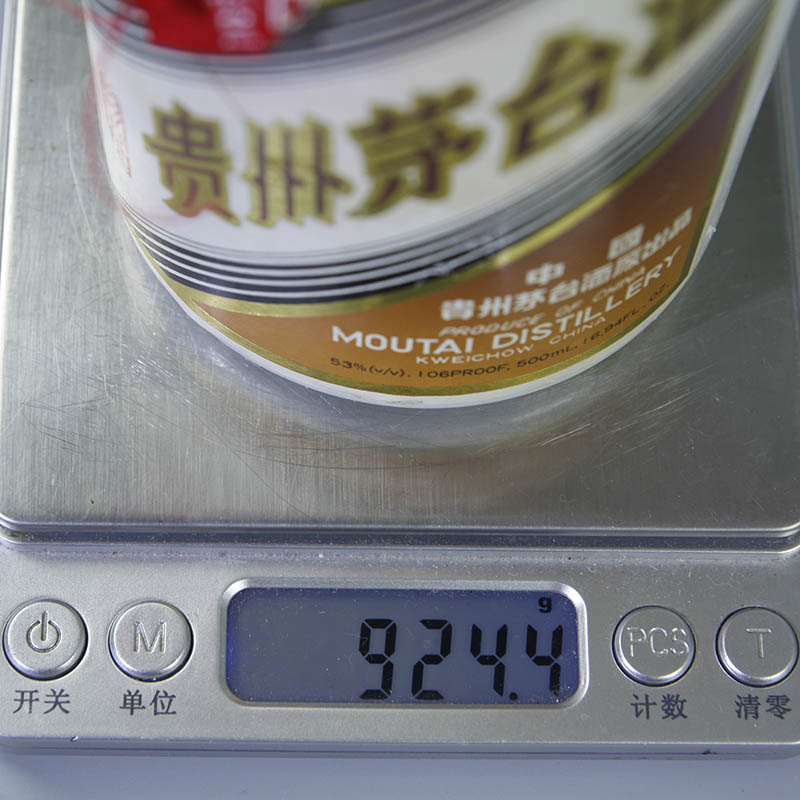 贵州茅台酒
中国
贵州茅台酒厂出品
PRODUCE OF CHINA
MOUTAI DISTILLERY
KWEICHOW CHINA
53%(v/v). 106PROOF, 500mL, 16.94FL. OZ.
g
924.4
M
PCS
T
开关
单位
计数
清零